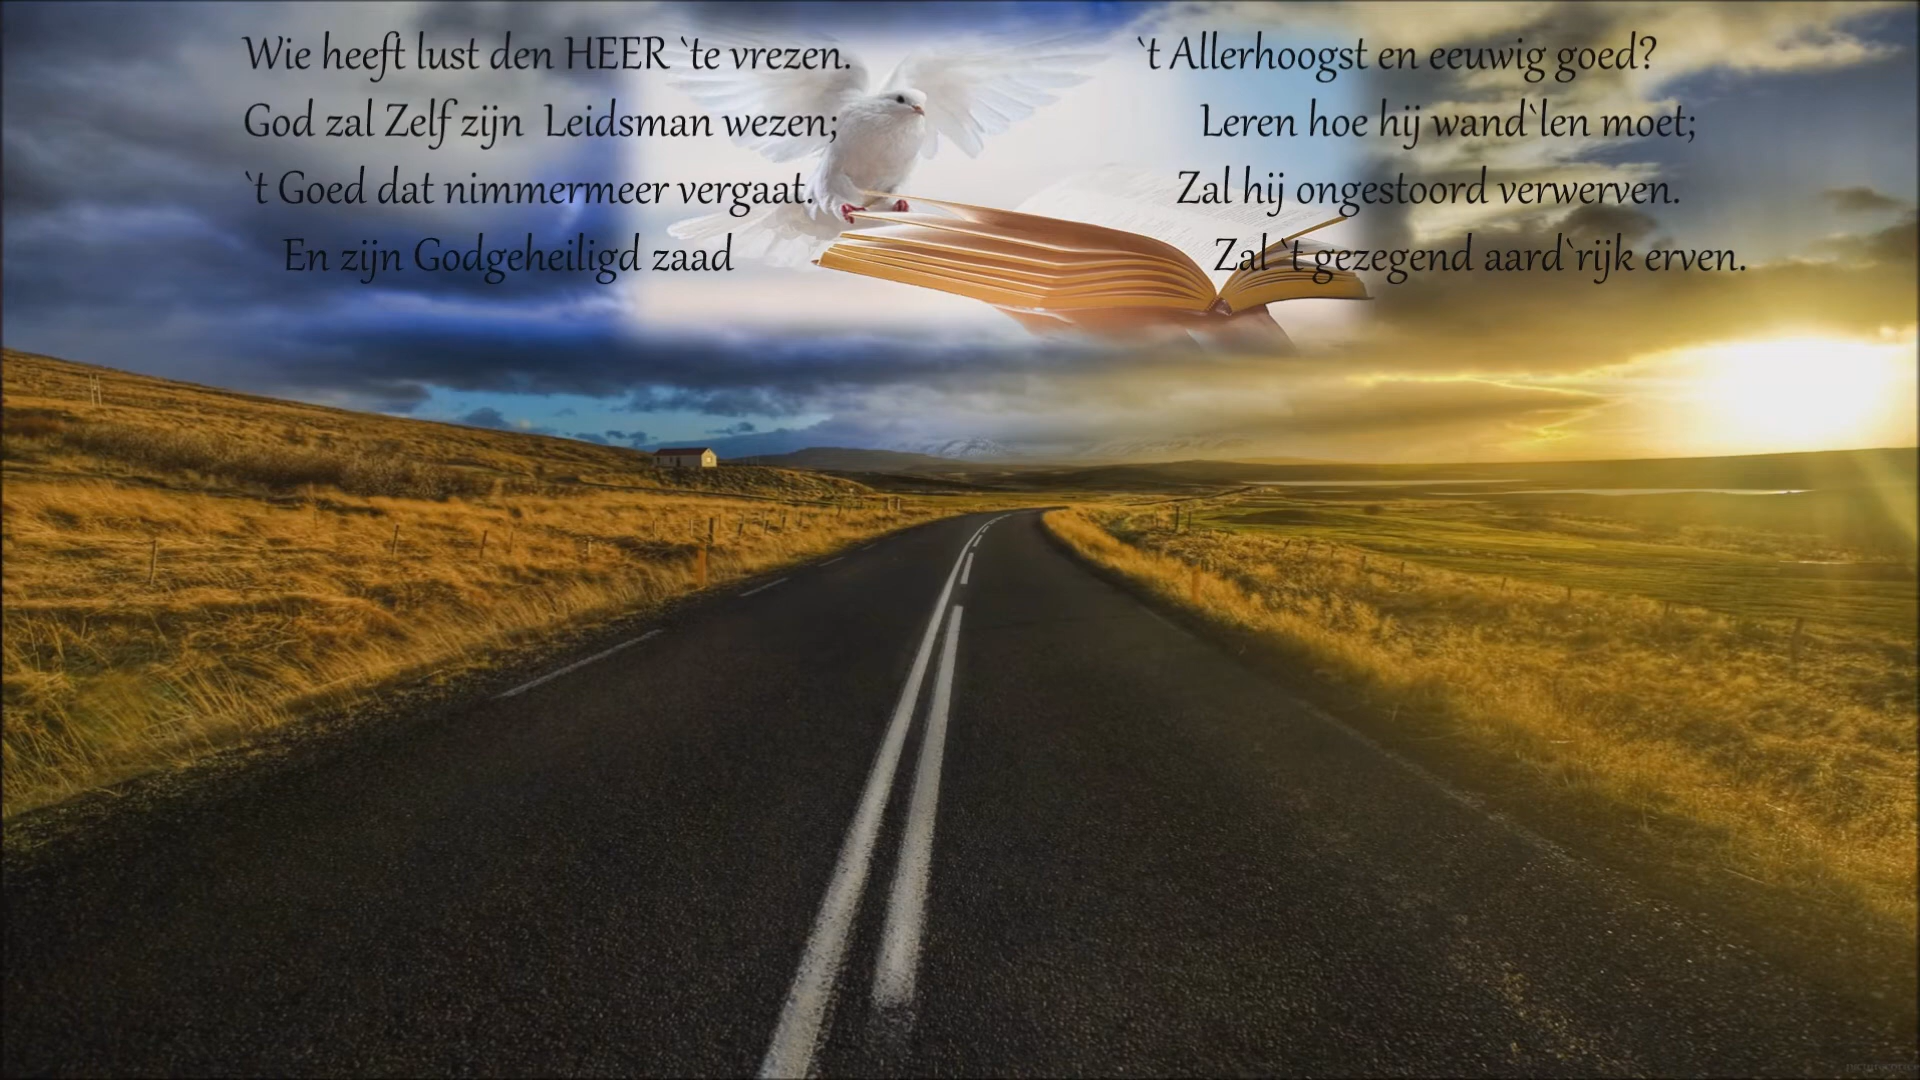 Wie heeft lust den HEER `te vrezen. `t Allerhoogst en eeuwig goed?
God zal Zelf zijn Leidsman wezen; Leren hoe hij wand`len moet;
`t Goed dat nimmermeer vergaat. Zal hij ongestoord verwerven.
En zijn Godgeheiligd zaad Zal `t gezegend aard`rijk erven.